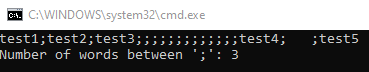 C:\WINDOWS\system32\cmd.exe
test1;test2;test3;;;;;;;;;;;;;test4;   ;test5
Number of words between ';': 3